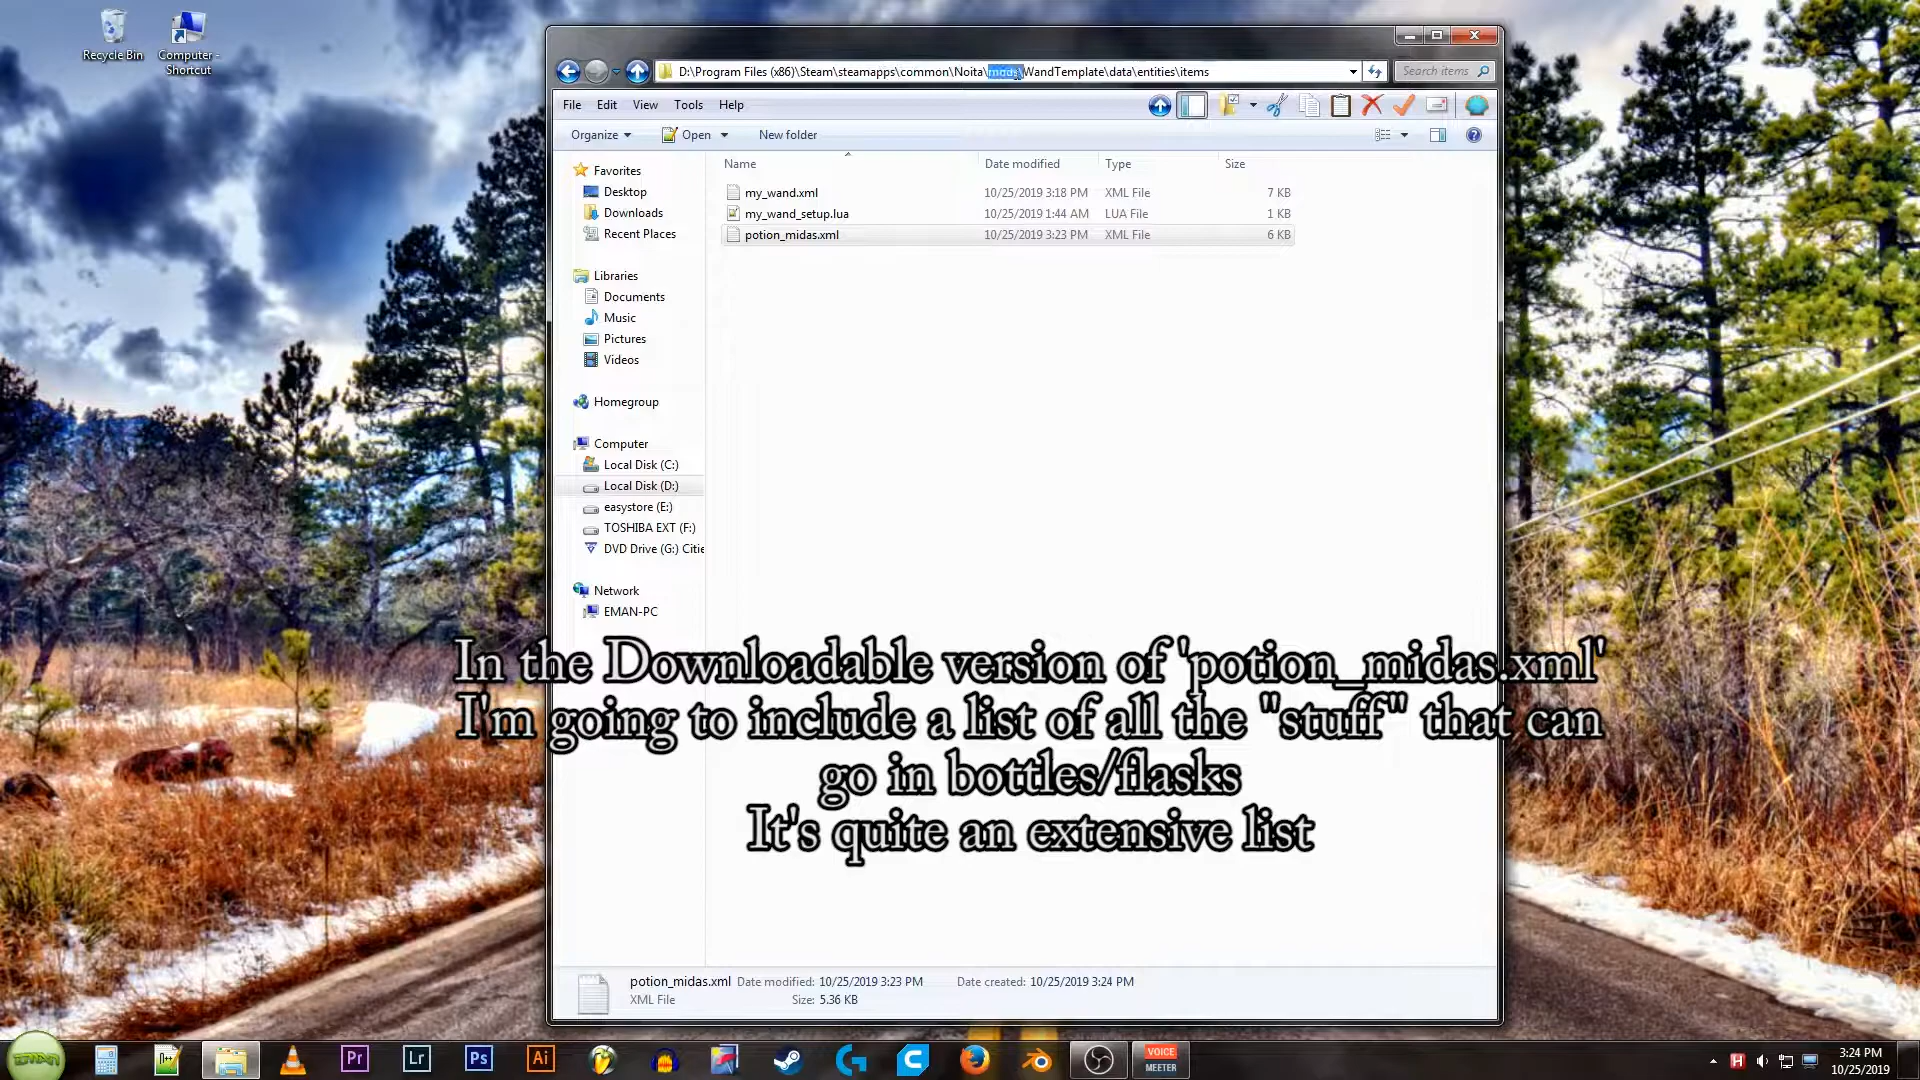 Recycle Bin
Computer - Shortcut
D:\Program Files (x86)\Steam\steamapps\common\Noita\mods\WandTemplate\data\entities\items
Search items
File Edit View Tools Help
Organize Open New folder
Name Date modified Type Size
my_wand.xml 10/25/2019 3:18 PM XML File 7 KB
my_wand_setup.lua 10/25/2019 1:44 AM LUA File 1 KB
potion_midas.xml 10/25/2019 3:23 PM XML File 6 KB
Favorites
Desktop
Downloads
Recent Places
Libraries
Documents
Music
Pictures
Videos
Homegroup
Computer
Local Disk (C:)
Local Disk (D:)
easystore (E:)
TOSHIBA EXT (F:)
DVD Drive (G:) Citie
Network
EMAN-PC
In the Downloadable version of 'potion_midas.xml'
I'm going to include a list of all the "stuff" that can
go in bottles/flasks
It's quite an extensive list
potion_midas.xml Date modified: 10/25/2019 3:23 PM Date created: 10/25/2019 3:24 PM
XML File Size: 5.36 KB
EMAN
Pr Lr Ps Ai
VOICE
MEETER
3:24 PM
10/25/2019